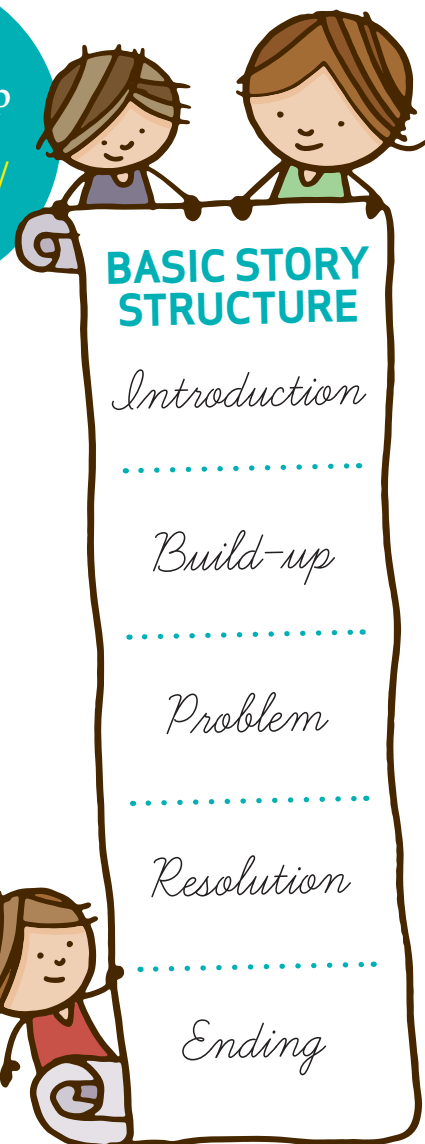 BASIC STORY
STRUCTURE
Introduction
Build-up
Problem
Resolution
Ending